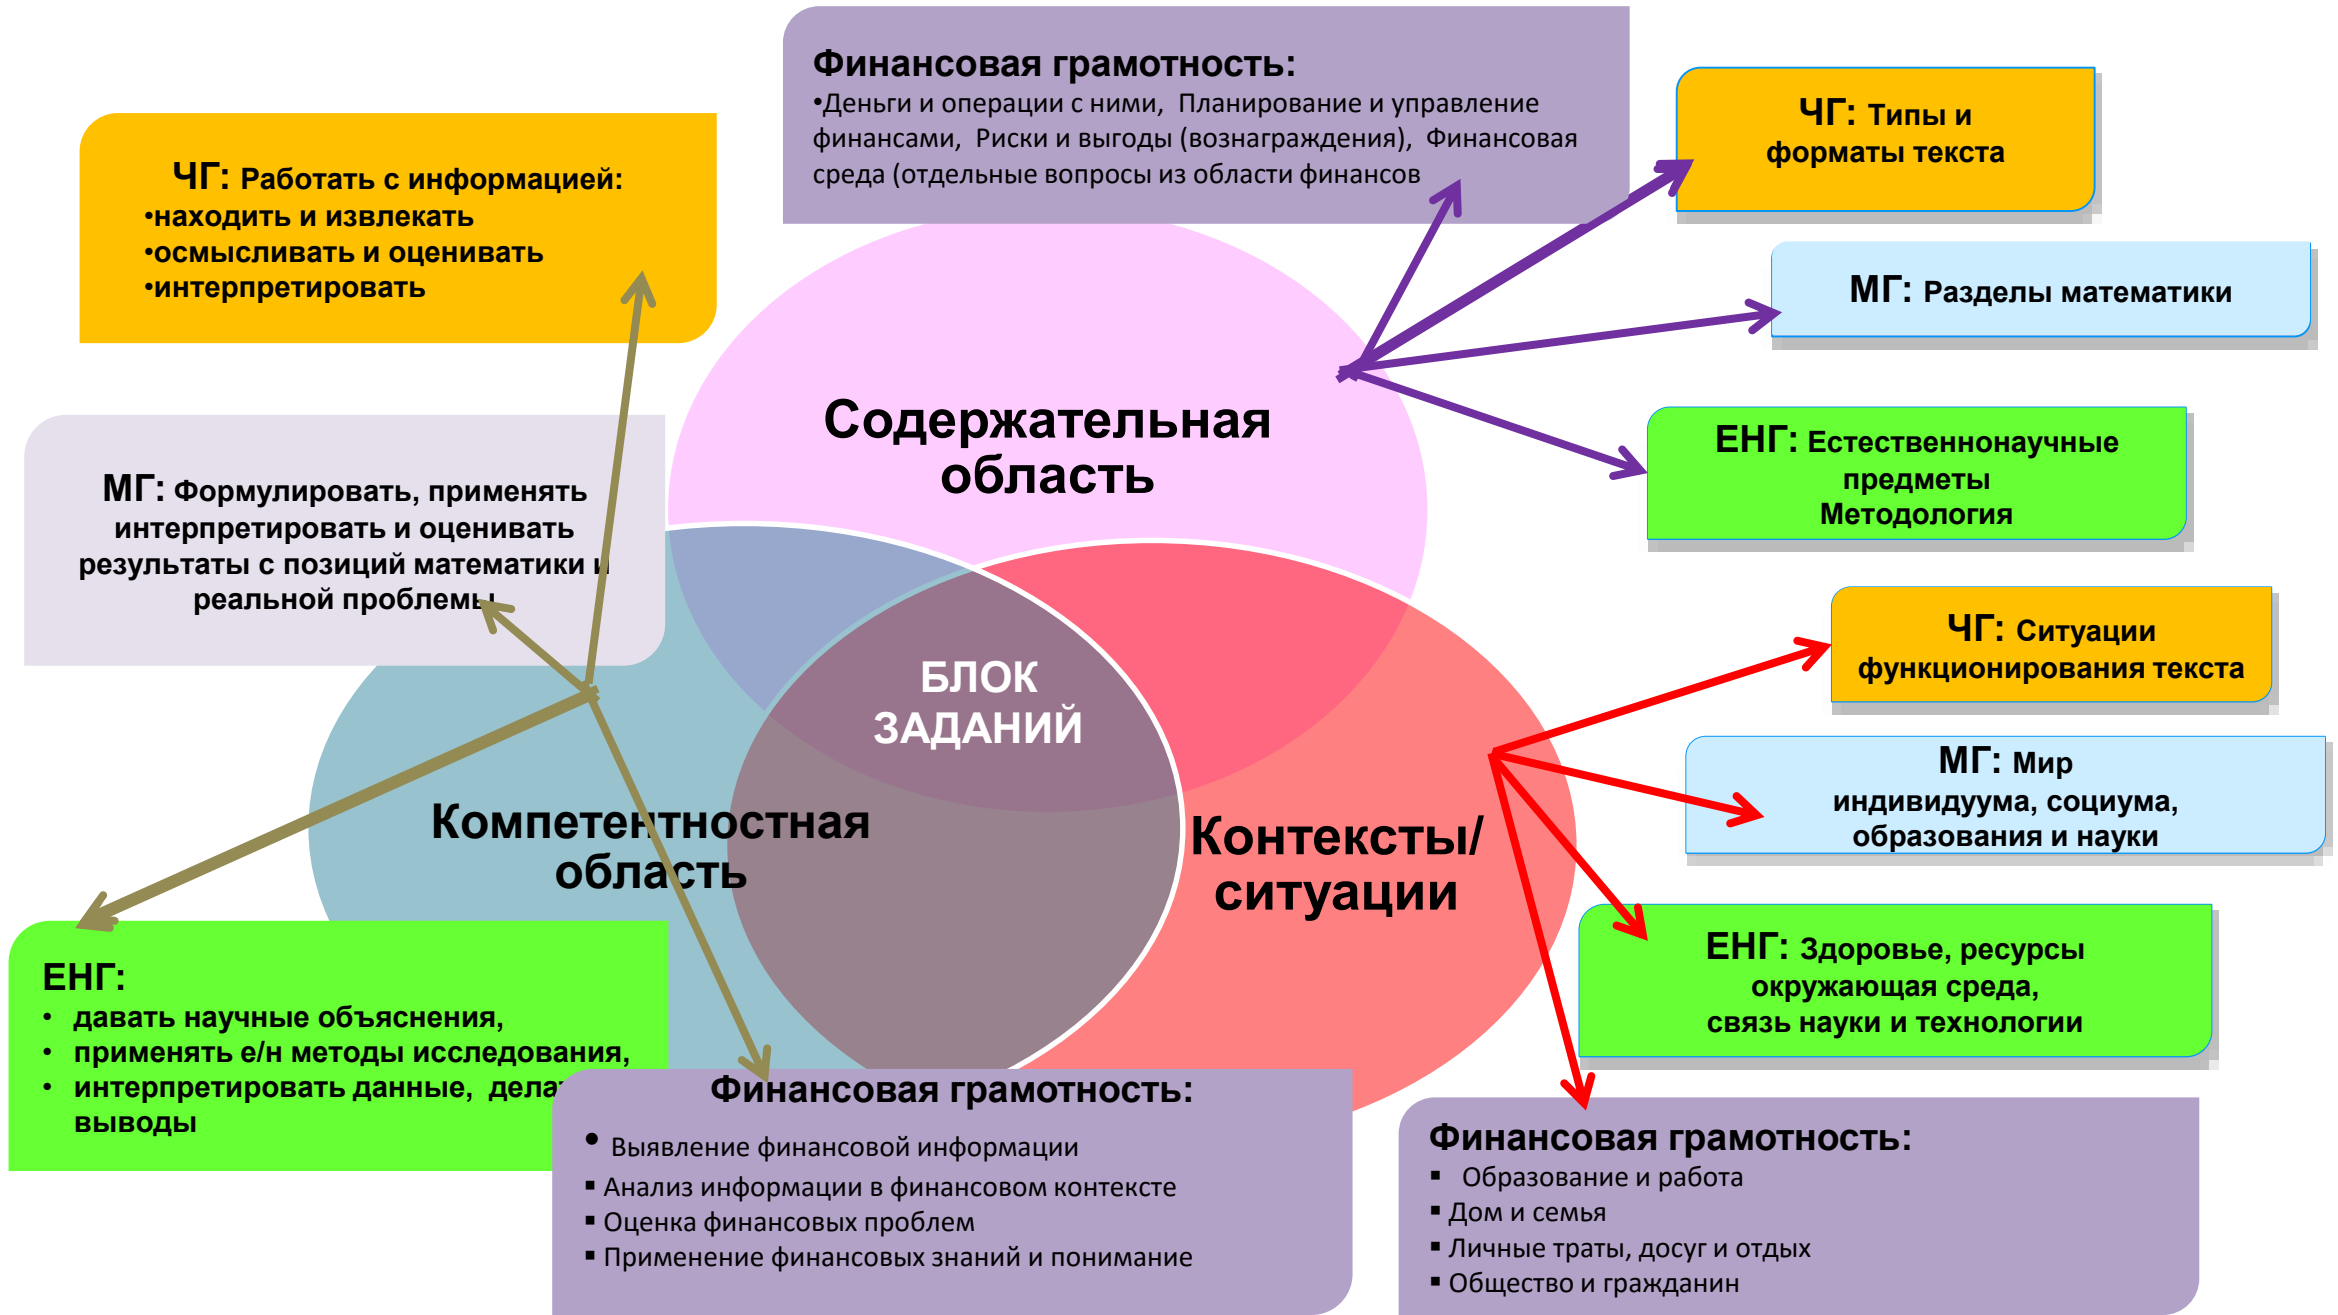 Финансовая грамотность:
•Деньги и операции с ними, Планирование и управление
финансами, Риски и выгоды (вознаграждения), Финансовая
среда (отдельные вопросы из области финансов
ЧГ: Типы и
форматы текста
ЧГ: Работать с информацией:
•находить и извлекать
•осмысливать и оценивать
•интерпретировать
МГ: Разделы математики
Содержательная
область
ЕНГ: Естественнонаучные
предметы
Методология
МГ: Формулировать, применять
интерпретировать и оценивать
результаты с позиций математики и
реальной проблемы
ЧГ: Ситуации
функционирования текста
БЛОК
ЗАДАНИЙ
МГ: Мир
индивидуума, социума,
образования и науки
Компетентностная
область
Контексты/
ситуации
ЕНГ: Здоровье, ресурсы
окружающая среда,
связь науки и технологии
ЕНГ:
• давать научные объяснения,
• применять е/н методы исследования,
• интерпретировать данные,
выводы
Финансовая грамотность:
• Выявление финансовой информации
▪ Анализ информации в финансовом контексте
▪ Оценка финансовых проблем
▪ Применение финансовых знаний и понимание
Финансовая грамотность:
▪ Образование и работа
▪ Дом и семья
▪ Личные траты, досуг и отдых
▪ Общество и гражданин